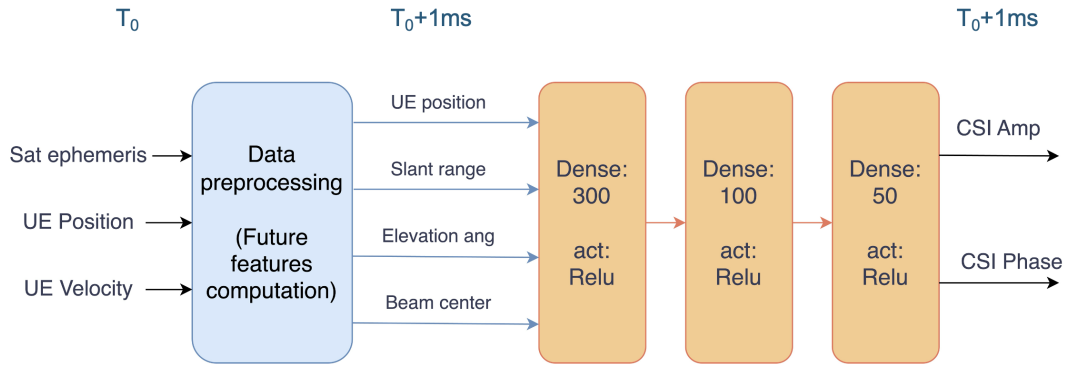 T0
T0+1ms
T0+1ms
Sat ephemeris
UE Position
UE Velocity
Data
preprocessing
(Future
features
computation)
UE position
Slant range
Elevation ang
Beam center
Dense:
300
act:
Relu
Dense:
100
act:
Relu
Dense:
50
act:
Relu
CSI Amp
CSI Phase